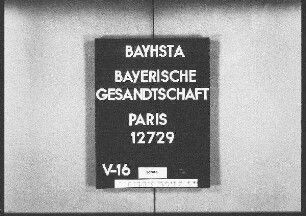 BAYHSTA
BAYERISCHE
GESANDTSCHAFT
PARIS
12729
V-16